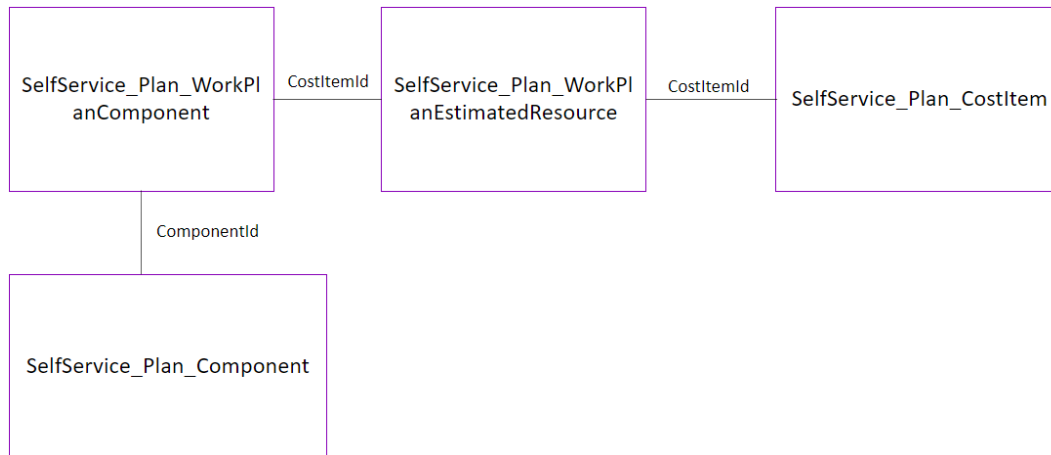 SelfService_Plan_WorkPl
anComponent
CostItemId
SelfService_Plan_WorkPl
anEstimatedResource
CostItemId
SelfService_Plan_CostItem
ComponentId
SelfService_Plan_Component